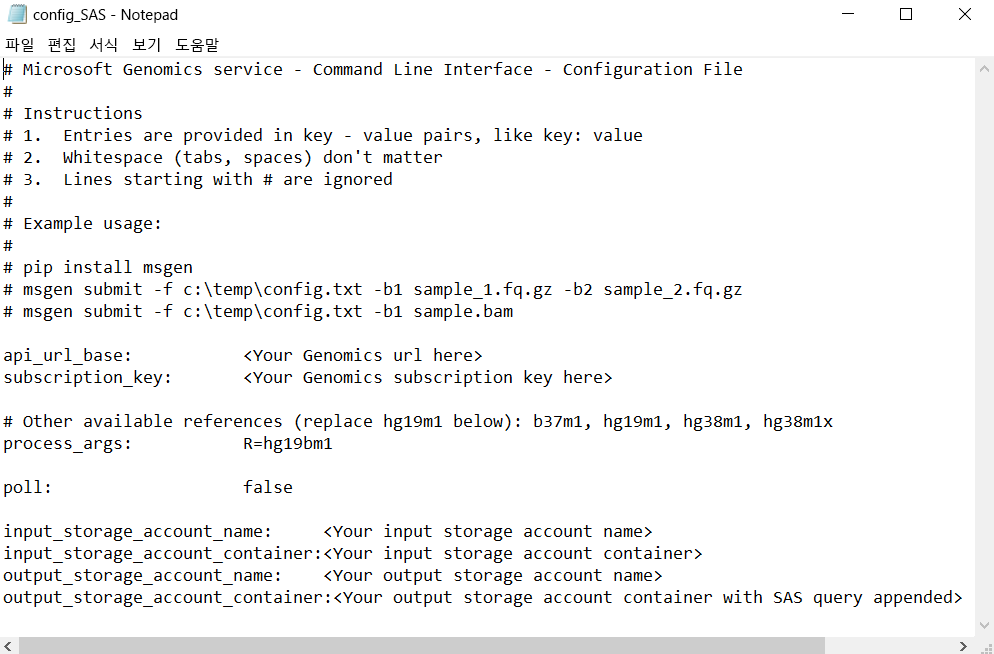 config_SAS - Notepad
파일 편집 서식 보기 도움말
# Microsoft Genomics service - Command Line Interface - Configuration File
#
# Instructions
# 1.  Entries are provided in key - value pairs, like key: value
# 2.  Whitespace (tabs, spaces) don't matter
# 3.  Lines starting with # are ignored
#
# Example usage:
#
# pip install msgen
# msgen submit -f c:\temp\config.txt -b1 sample_1.fq.gz -b2 sample_2.fq.gz
# msgen submit -f c:\temp\config.txt -b1 sample.bam
api_url_base:           <Your Genomics url here>
subscription_key:       <Your Genomics subscription key here>
# Other available references (replace hg19m1 below): b37m1, hg19m1, hg38m1, hg38m1x
process_args:           R=hg19bm1
poll:                   false
input_storage_account_name:     <Your input storage account name>
input_storage_account_container:<Your input storage account container>
output_storage_account_name:    <Your output storage account name>
output_storage_account_container:<Your output storage account container with SAS query appended>